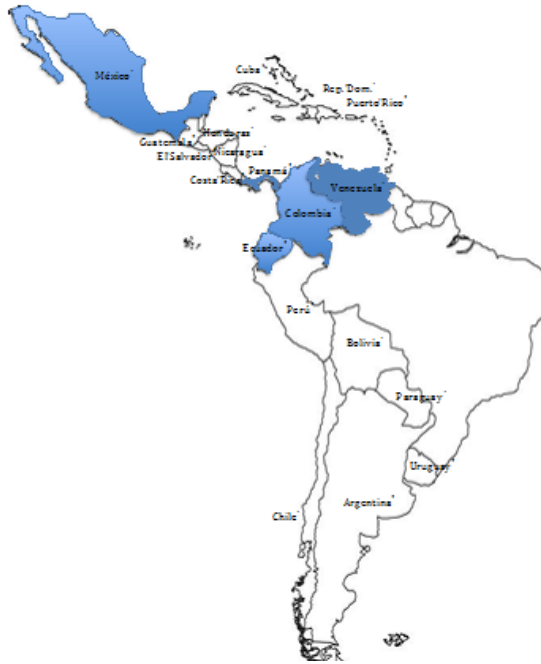 México
Cuba
Rep. Dom.
Puerto Rico
Honduras
Guatemala
El Salvador
Nicaragua
Costa Rica
Panamá
Venezuela
Colombia
Ecuador
Perú
Bolivia
Paraguay
Uruguay
Argentina
Chile